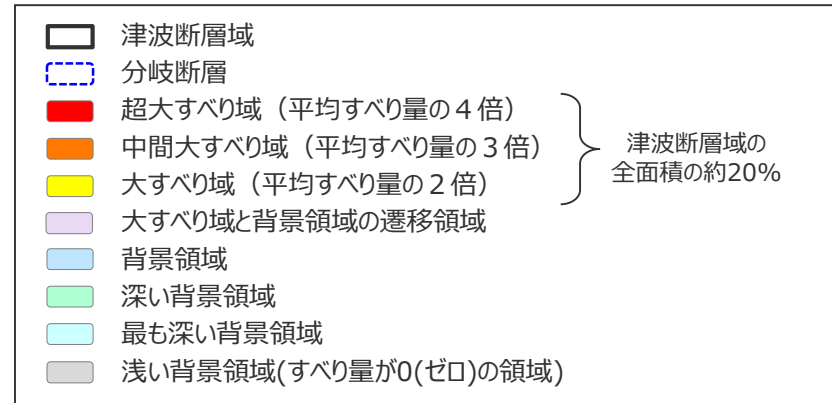 津波断層域
分岐断層
超大すべり域（平均すべり量の４倍）
中間大すべり域（平均すべり量の３倍）
大すべり域（平均すべり量の２倍）
津波断層域の
全面積の約20%
大すべり域と背景領域の遷移領域
背景領域
深い背景領域
最も深い背景領域
浅い背景領域(すべり量が0(ゼロ)の領域)